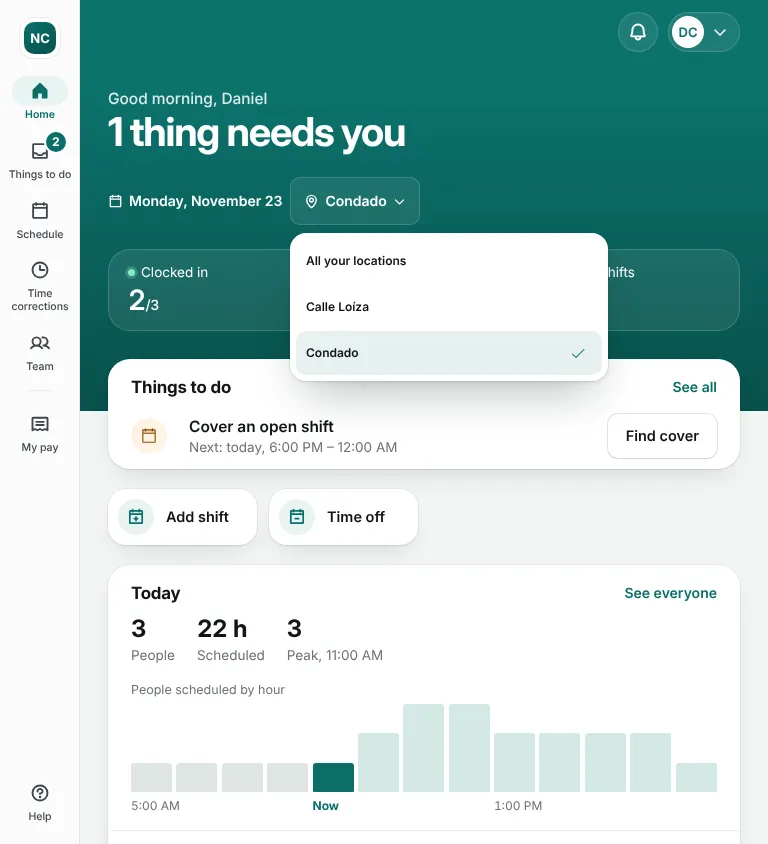 NC
DC
Home
2
Things to do
Schedule
Time
corrections
Team
My pay
Help
Good morning, Daniel
1 thing needs you
Monday, November 23
Condado
All your locations
Calle Loíza
Condado
Clocked in
2/3
hifts
Things to do
See all
Cover an open shift
Next: today, 6:00 PM – 12:00 AM
Find cover
Add shift
Time off
Today
See everyone
3
22 h
3
People
Scheduled
Peak, 11:00 AM
People scheduled by hour
5:00 AM
Now
1:00 PM